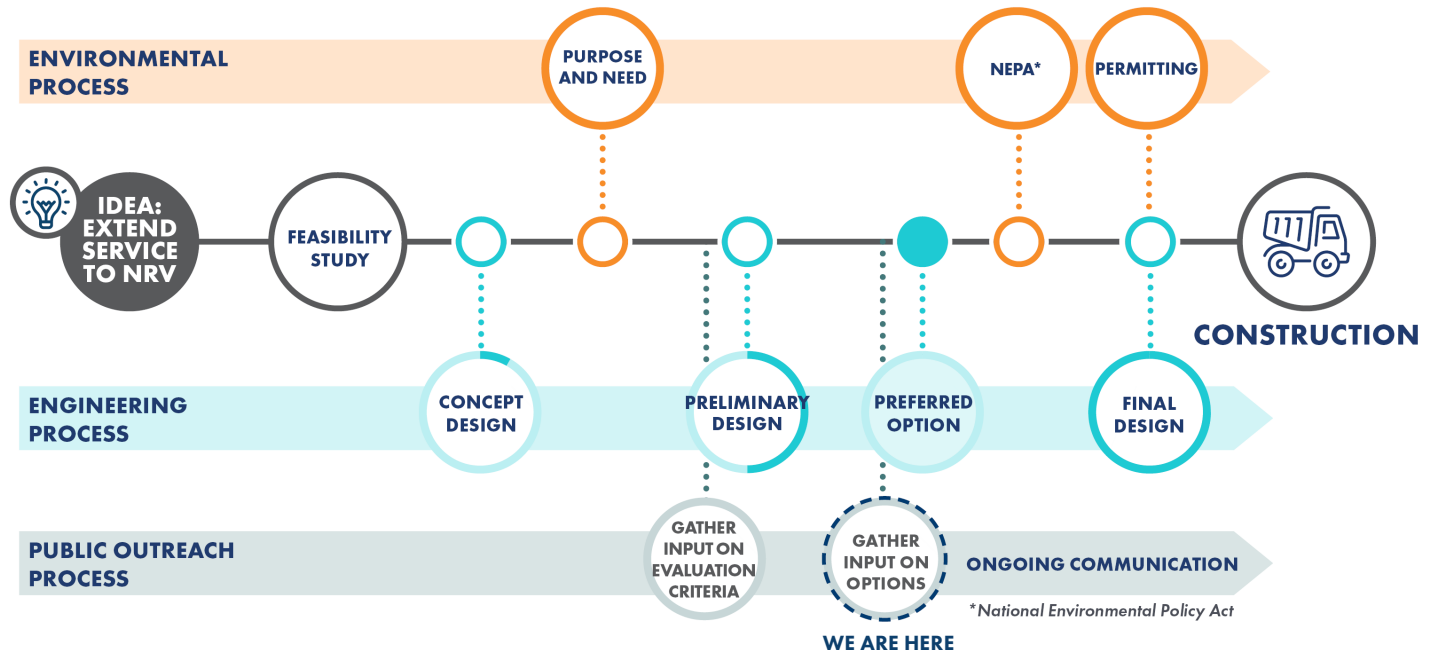 ENVIRONMENTAL
PROCESS
PURPOSE
AND NEED
NEPA*
PERMITTING
IDEA:
EXTEND
SERVICE
TO NRV
FEASIBILITY
STUDY
CONSTRUCTION
ENGINEERING
PROCESS
CONCEPT
DESIGN
PRELIMINARY
DESIGN
PREFERRED
OPTION
FINAL
DESIGN
PUBLIC OUTREACH
PROCESS
GATHER
INPUT ON
EVALUATION
CRITERIA
GATHER
INPUT ON
OPTIONS
ONGOING COMMUNICATION
*National Environmental Policy Act
WE ARE HERE